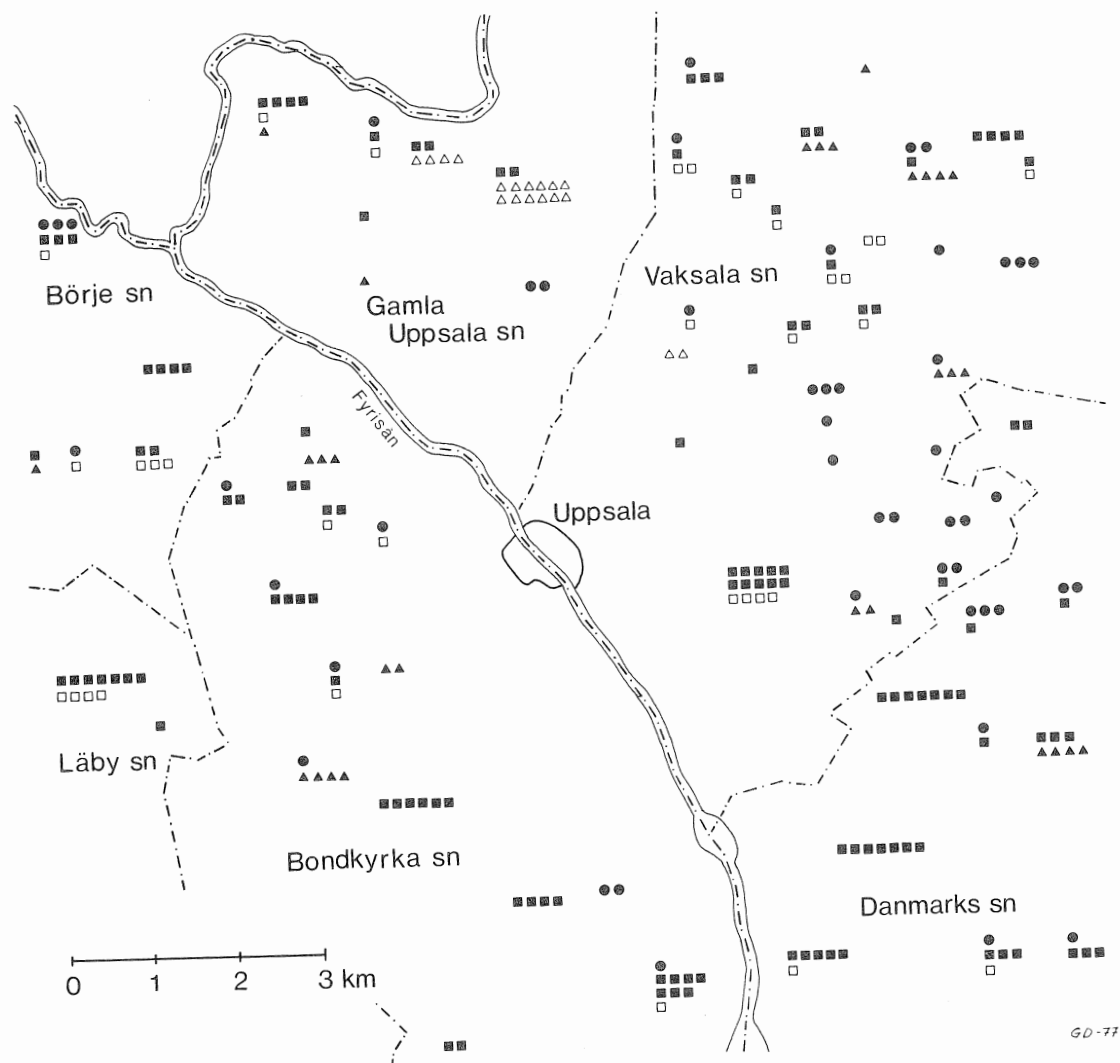 Börje sn
Gamla
Uppsala sn
Vaksala sn
Fyrisån
Uppsala
Läby sn
Bondkyrka sn
Danmarks sn
0 1 2 3 km
GD-77